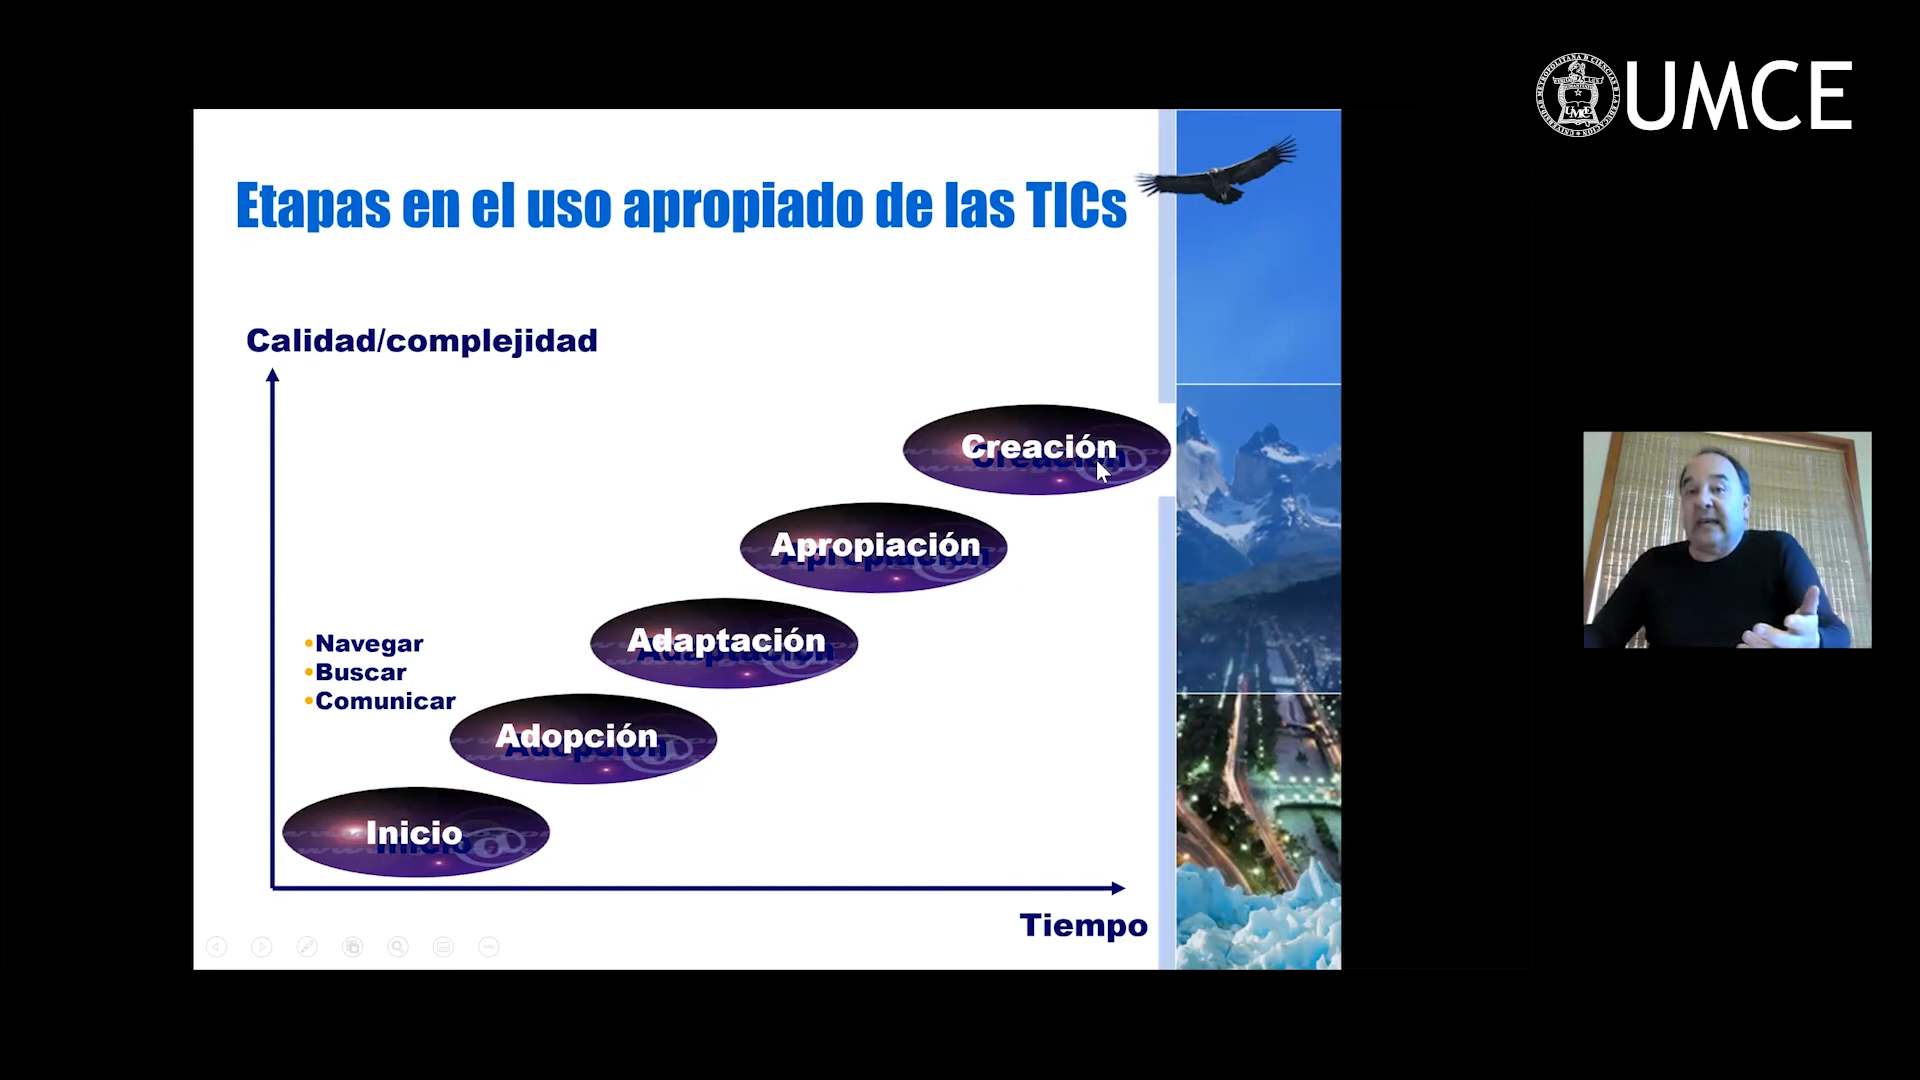 UMCE
Etapas en el uso apropiado de las TICs
Calidad/complejidad
Creación
Apropiación
Adaptación
•Navegar
•Buscar
•Comunicar
Adopción
Inicio
Tiempo